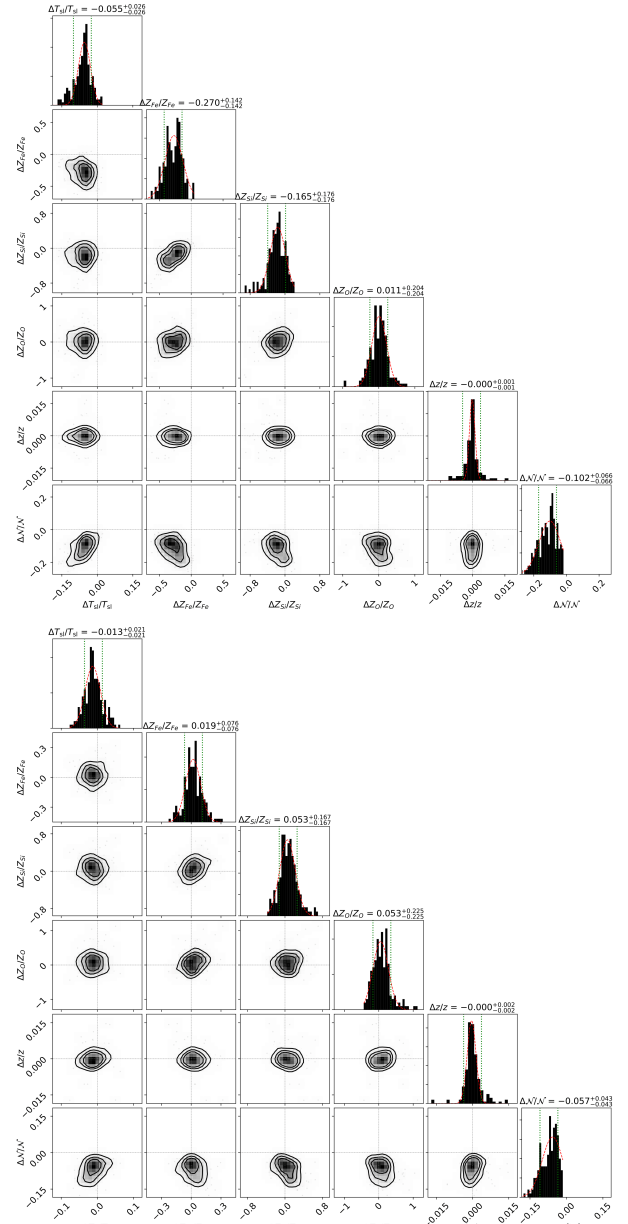 ΔT_sl/T_sl = −0.055 +0.026 −0.026
ΔZ_Fe/Z_Fe = −0.270 +0.142 −0.142
0.5
0.0
−0.5
ΔZ_Fe/Z_Fe
ΔZ_Si/Z_Si = −0.165 +0.176 −0.176
0.8
0.0
−0.8
ΔZ_Si/Z_Si
ΔZ_O/Z_O = 0.011 +0.204 −0.204
1
0
−1
ΔZ_O/Z_O
Δz/z = −0.000 +0.001 −0.001
0.015
0.000
−0.015
Δz/z
Δ𝒩/𝒩 = −0.102 +0.066 −0.066
0.2
0.0
−0.2
Δ𝒩/𝒩
−0.15 0.00 0.15 −0.5 0.0 0.5 −0.8 0.0 0.8 −1 0 1 −0.015 0.000 0.015 −0.2 0.0 0.2
ΔT_sl/T_sl ΔZ_Fe/Z_Fe ΔZ_Si/Z_Si ΔZ_O/Z_O Δz/z Δ𝒩/𝒩
ΔT_sl/T_sl = −0.013 +0.021 −0.021
ΔZ_Fe/Z_Fe = 0.019 +0.076 −0.076
0.3
0.0
−0.3
ΔZ_Fe/Z_Fe
ΔZ_Si/Z_Si = 0.053 +0.167 −0.167
0.8
0.0
−0.8
ΔZ_Si/Z_Si
ΔZ_O/Z_O = 0.053 +0.225 −0.225
1
0
−1
ΔZ_O/Z_O
Δz/z = −0.000 +0.002 −0.002
0.015
0.000
−0.015
Δz/z
Δ𝒩/𝒩 = −0.057 +0.043 −0.043
0.00
−0.15
Δ𝒩/𝒩
−0.1 0.0 0.1 −0.3 0.0 0.3 −0.8 0.0 0.8 −1 0 1 −0.015 0.000 0.015 −0.15 0.00 0.15